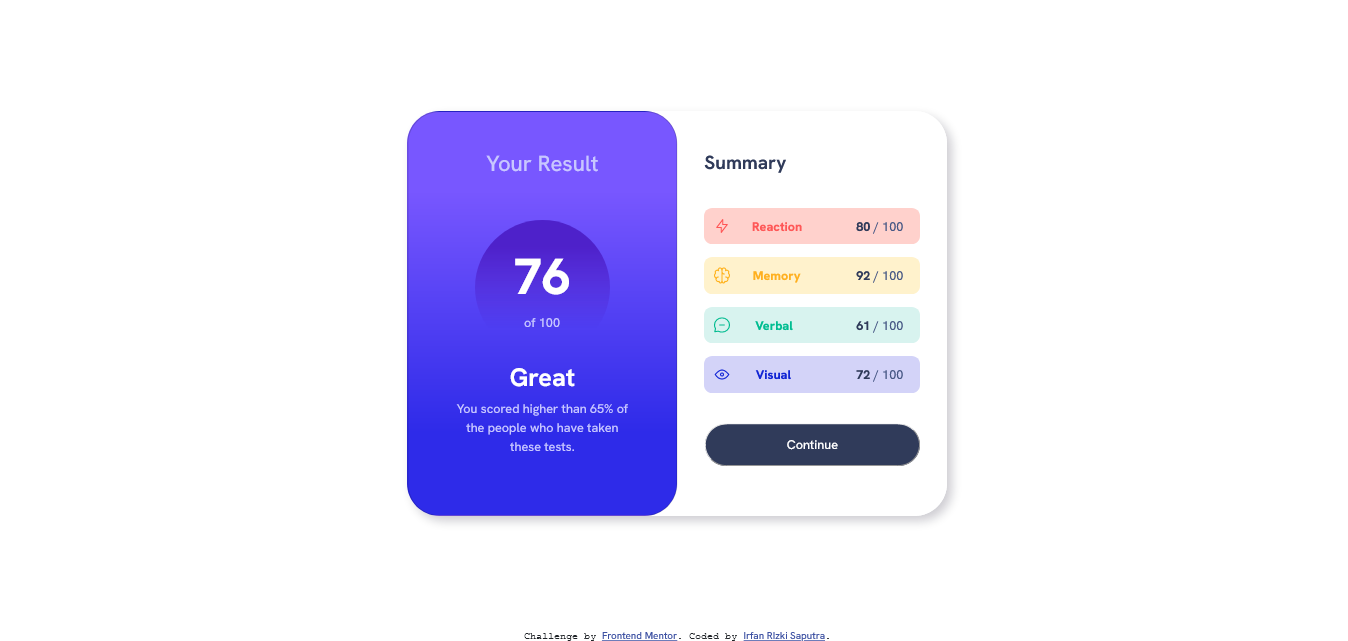 Your Result
76
of 100
Great
You scored higher than 65% of
the people who have taken
these tests.
Summary
Reaction 80 / 100
Memory 92 / 100
Verbal 61 / 100
Visual 72 / 100
Continue
Challenge by Frontend Mentor. Coded by Irfan RIzki Saputra.